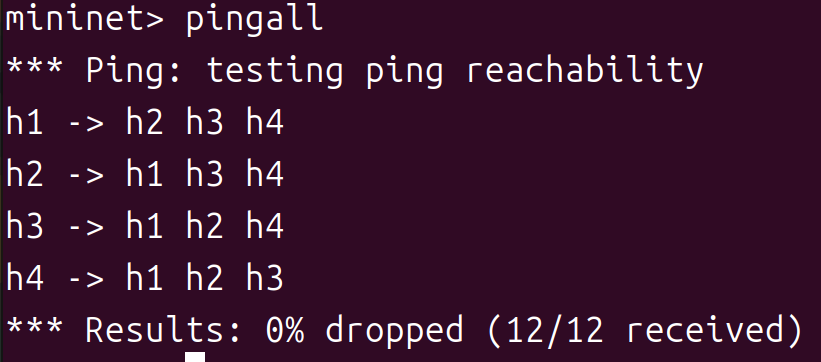 mininet> pingall
*** Ping: testing ping reachability
h1 -> h2 h3 h4
h2 -> h1 h3 h4
h3 -> h1 h2 h4
h4 -> h1 h2 h3
*** Results: 0% dropped (12/12 received)